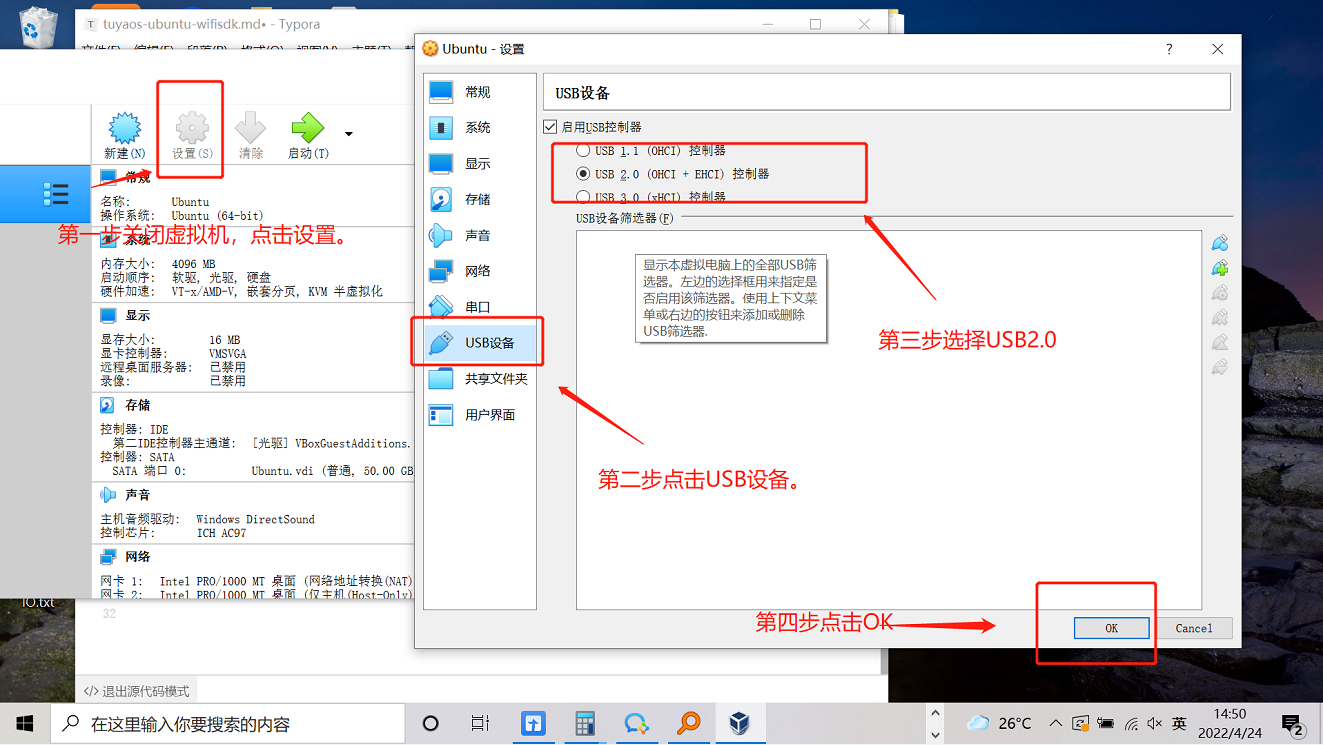 tuyaos-ubuntu-wifisdk.md• - Typora
Ubuntu - 设置
?
常规
系统
显示
存储
声音
网络
串口
USB设备
共享文件夹
用户界面
USB设备
启用USB控制器
USB 1.1 (OHCI) 控制器
USB 2.0 (OHCI + EHCI) 控制器
USB 3.0 (xHCI) 控制器
USB设备筛选器(F)
显示本虚拟电脑上的全部USB筛
选器。左边的选择框用来指定是
否启用该筛选器。使用上下文菜
单或右边的按钮来添加或删除
USB筛选器.
第三步选择USB2.0
第二步点击USB设备。
第四步点击OK
OK
Cancel
新建(N)
设置(S)
清除
启动(T)
常规
名称: Ubuntu
操作系统: Ubuntu (64-bit)
第一步关闭虚拟机，点击设置。
系统
内存大小: 4096 MB
启动顺序: 软驱, 光驱, 硬盘
硬件加速: VT-x/AMD-V, 嵌套分页, KVM 半虚拟化
显示
显存大小: 16 MB
显卡控制器: VMSVGA
远程桌面服务器: 已禁用
录像: 已禁用
存储
控制器: IDE
第二IDE控制器主通道: [光驱] VBoxGuestAdditions.
控制器: SATA
SATA 端口 0: Ubuntu.vdi (普通, 50.00 GB
声音
主机音频驱动: Windows DirectSound
控制芯片: ICH AC97
网络
网卡 1: Intel PRO/1000 MT 桌面 (网络地址转换(NAT)
网卡 2: Intel PRO/1000 MT 桌面 (仅主机(Host-Only)
IO.txt
32
</> 退出源代码模式
在这里输入你要搜索的内容
26°C
英
14:50
2022/4/24
2